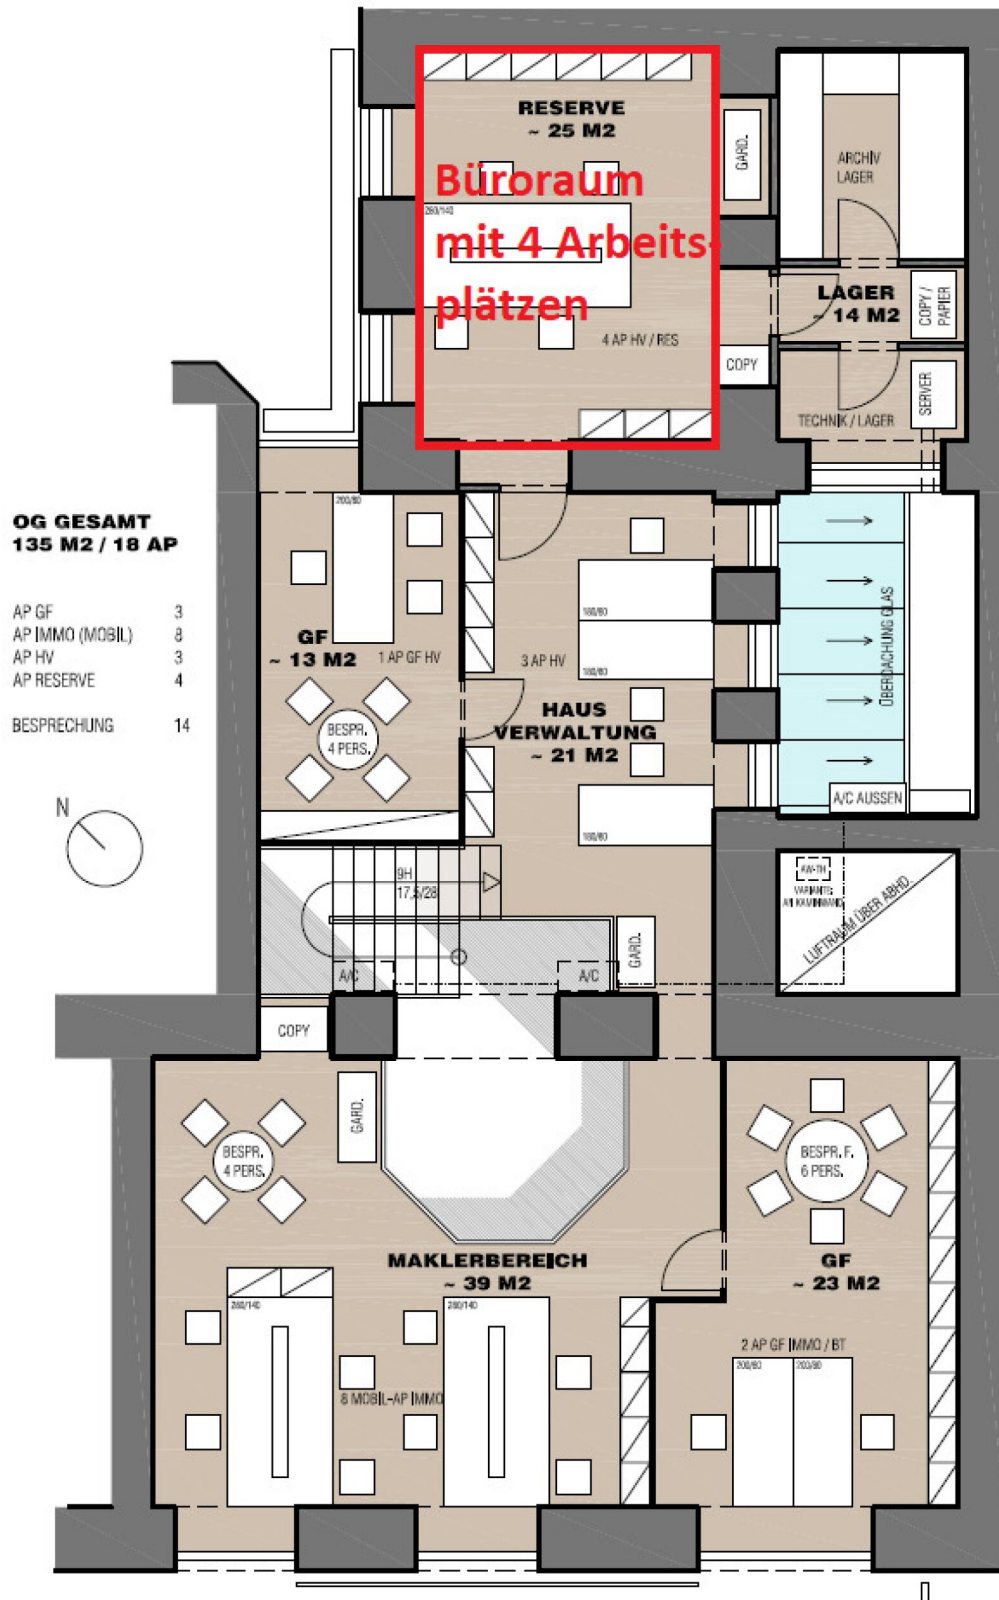 RESERVE
~ 25 M2
Büroraum
mit 4 Arbeits-
plätzen
280/140
4 AP HV / RES
GARD.
ARCHIV
LAGER
LAGER
~ 14 M2
COPY /
PAPIER
COPY
SERVER
TECHNIK / LAGER
OG GESAMT
135 M2 / 18 AP
AP GF 3
AP IMMO (MOBIL) 8
AP HV 3
AP RESERVE 4
BESPRECHUNG 14
N
200/80
GF
~ 13 M2
1 AP GF HV
BESPR.
4 PERS.
180/80
180/80
3 AP HV
HAUS
VERWALTUNG
~ 21 M2
180/80
ÜBERDACHUNG GLAS
A/C AUSSEN
AW-TH
VARIANTE:
AN KAMINWAND
LUFTRAUM ÜBER ABHD.
9H
17,5/28
A/C
A/C
GARD.
COPY
GARD.
BESPR.
4 PERS.
BESPR. F.
6 PERS.
MAKLERBEREICH
~ 39 M2
GF
~ 23 M2
280/140
280/140
8 MOBIL-AP IMMO
2 AP GF IMMO / BT
200/80
200/80